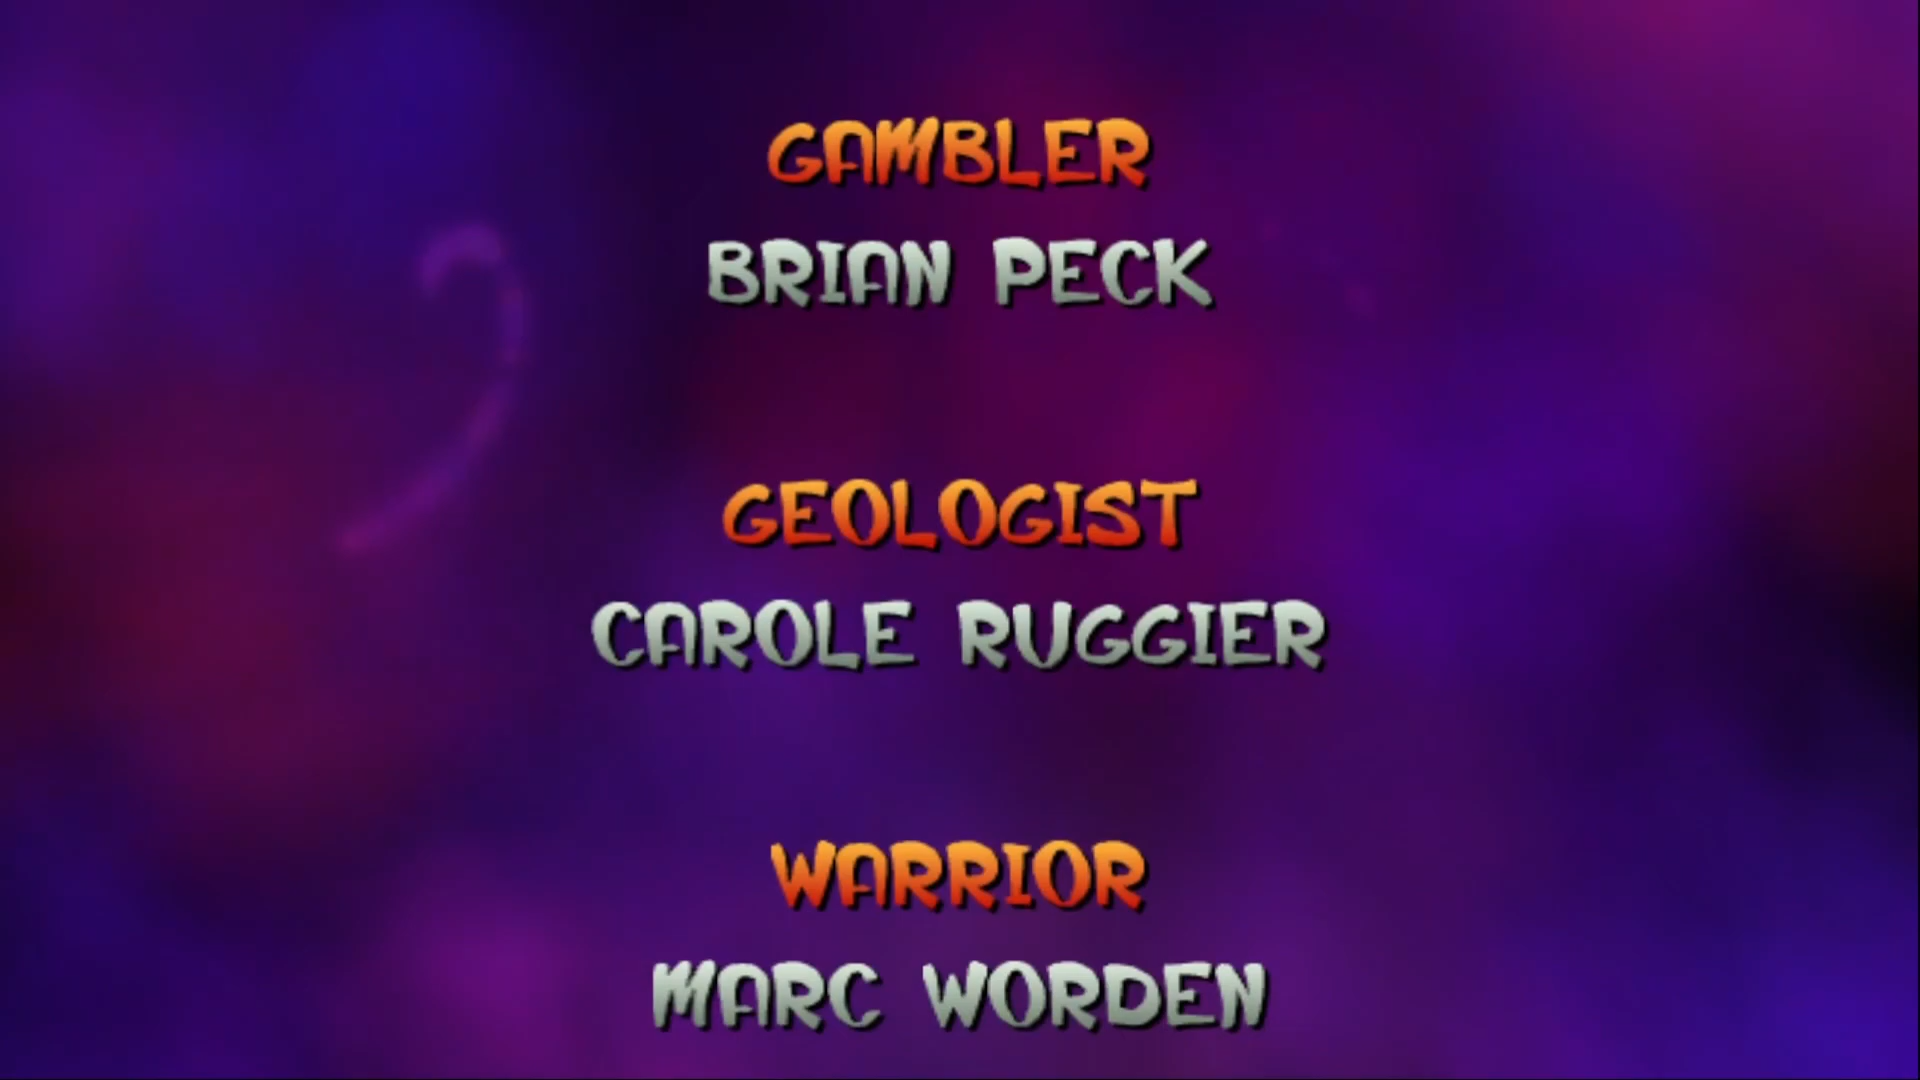 GAMBLER
BRIAN PECK
GEOLOGIST
CAROLE RUGGIER
WARRIOR
MARC WORDEN